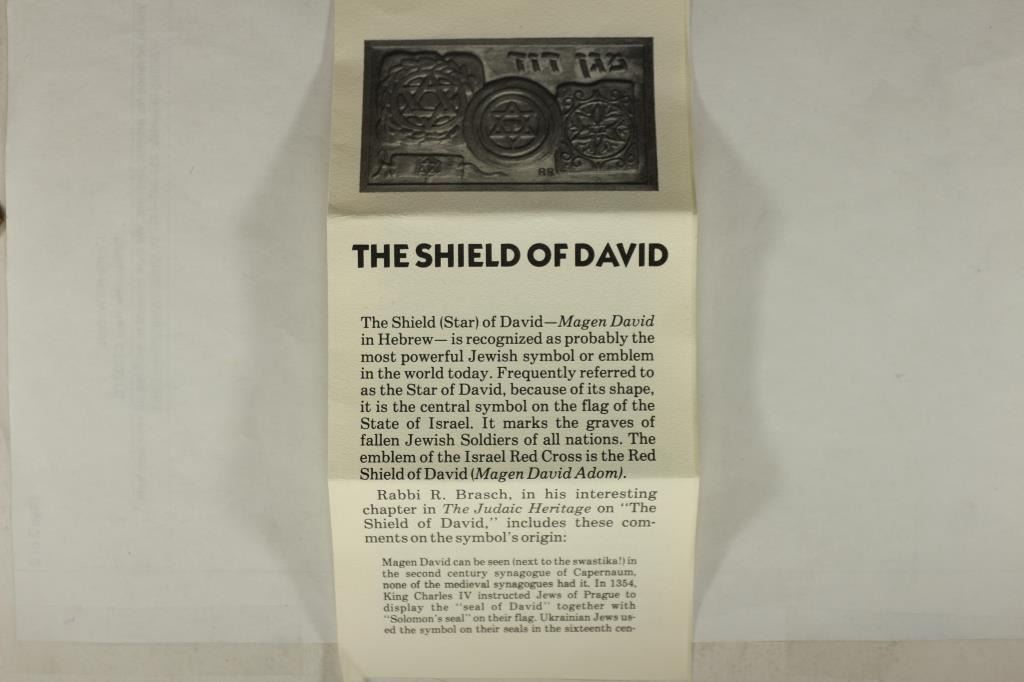 מגן דוד
THE SHIELD OF DAVID
The Shield (Star) of David—Magen David
in Hebrew— is recognized as probably the
most powerful Jewish symbol or emblem
in the world today. Frequently referred to
as the Star of David, because of its shape,
it is the central symbol on the flag of the
State of Israel. It marks the graves of
fallen Jewish Soldiers of all nations. The
emblem of the Israel Red Cross is the Red
Shield of David (Magen David Adom).
Rabbi R. Brasch, in his interesting
chapter in The Judaic Heritage on "The
Shield of David," includes these com-
ments on the symbol's origin:
Magen David can be seen (next to the swastika!) in
the second century synagogue of Capernaum,
none of the medieval synagogues had it. In 1354,
King Charles IV instructed Jews of Prague to
display the "seal of David" together with
"Solomon's seal" on their flag. Ukrainian Jews us-
ed the symbol on their seals in the sixteenth cen-